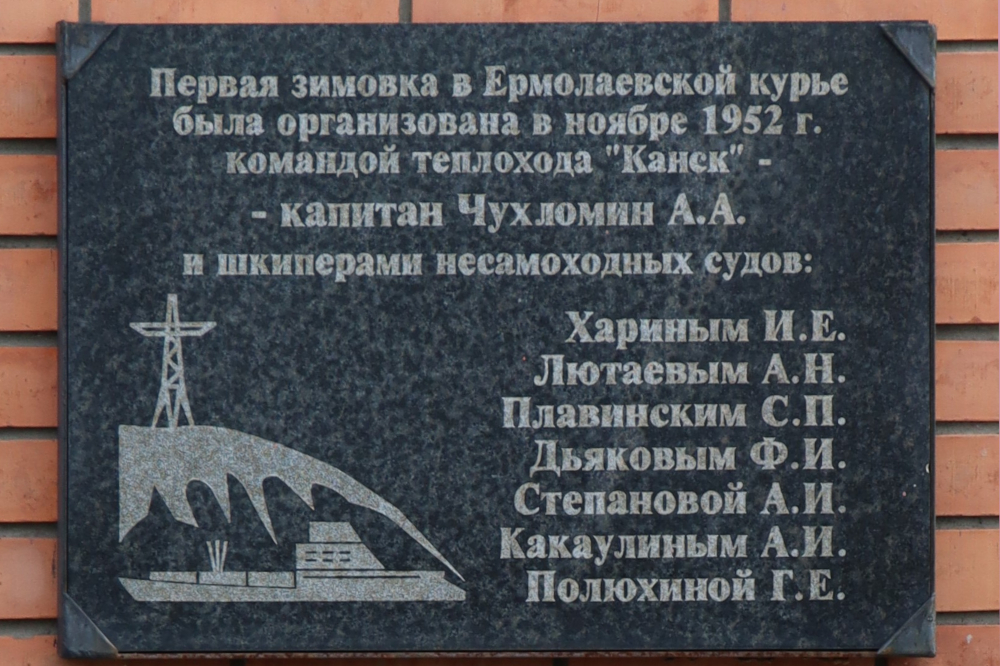 Первая зимовка в Ермолаевской курье
была организована в ноябре 1952 г.
командой теплохода "Канск" -
- капитан Чухломин А.А.
и шкиперами несамоходных судов:
Хариным И.Е.
Лютаевым А.Н.
Плавинским С.П.
Дьяковым Ф.И.
Степановой А.И.
Какаулиным А.И.
Полюхиной Г.Е.